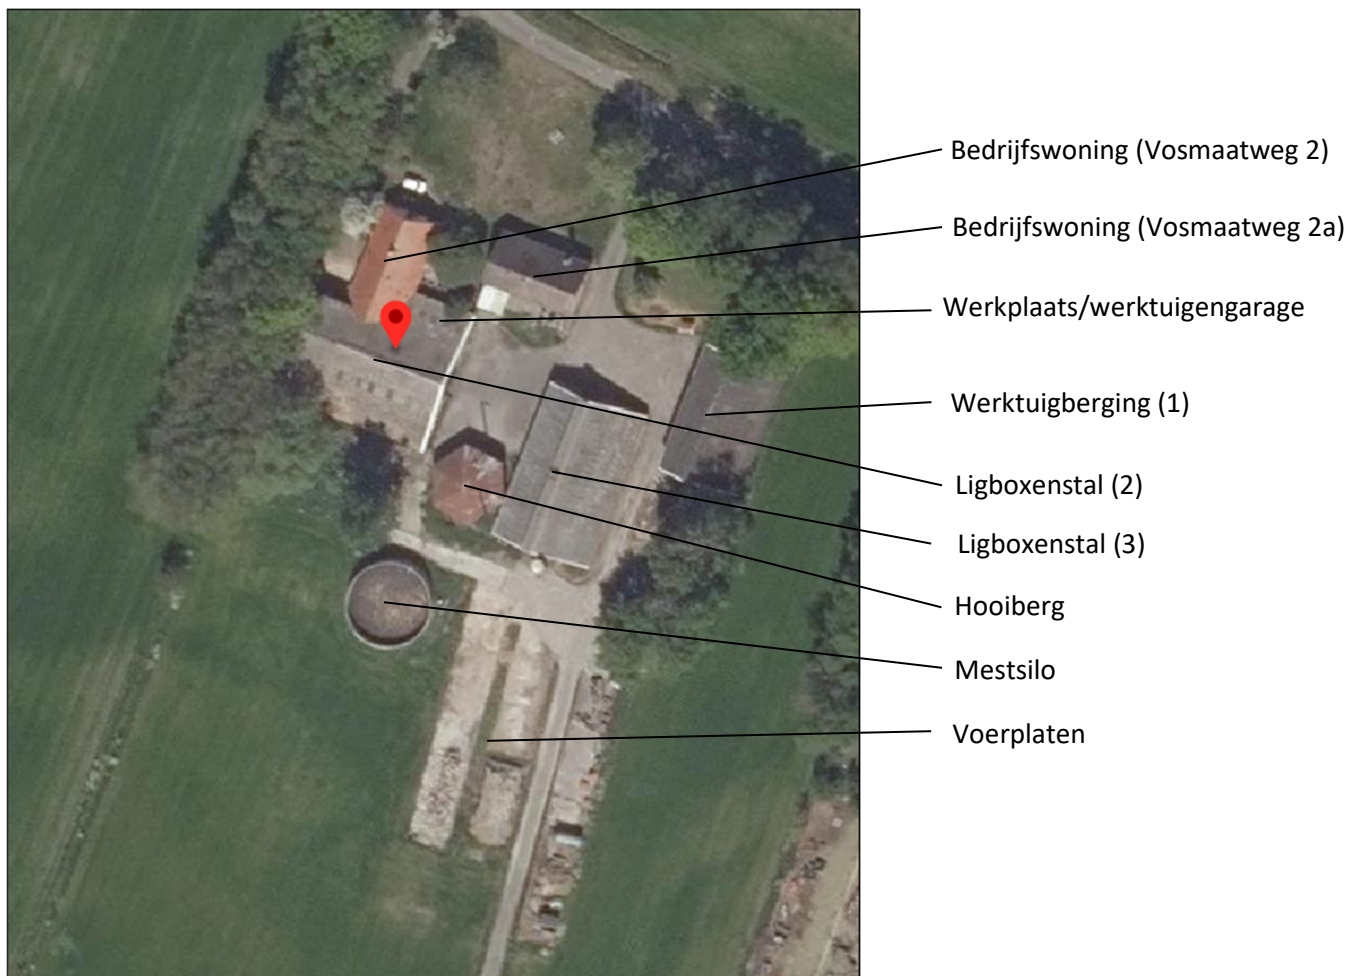 Bedrijfswoning (Vosmaatweg 2)
Bedrijfswoning (Vosmaatweg 2a)
Werkplaats/werktuigengarage
Werktuigberging (1)
Ligboxenstal (2)
Ligboxenstal (3)
Hooiberg
Mestsilo
Voerplaten